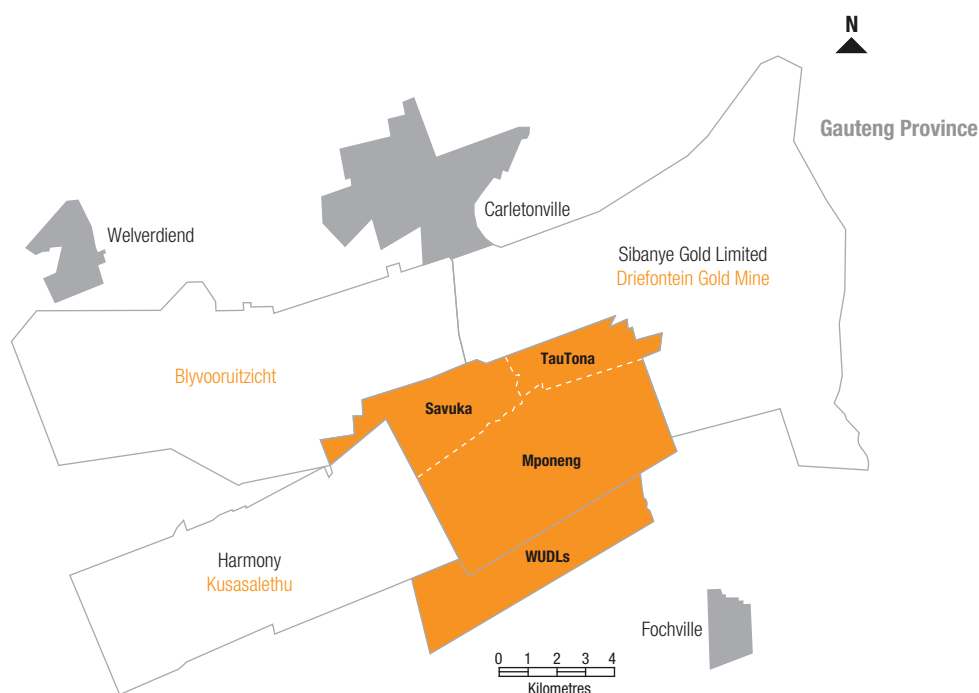 N
Gauteng Province
Carletonville
Welverdiend
Sibanye Gold Limited
Driefontein Gold Mine
TauTona
Blyvooruitzicht
Savuka
Mponeng
WUDLs
Harmony
Kusasalethu
Fochville
0 1 2 3 4
Kilometres